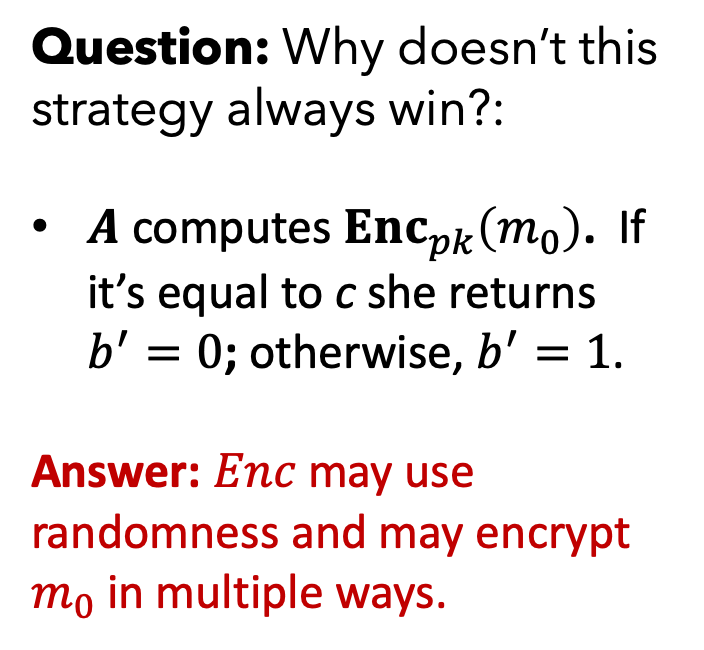 Question: Why doesn't this
strategy always win?:
• A computes Enc_pk(m_0). If
it's equal to c she returns
b′ = 0; otherwise, b′ = 1.
Answer: Enc may use
randomness and may encrypt
m_0 in multiple ways.